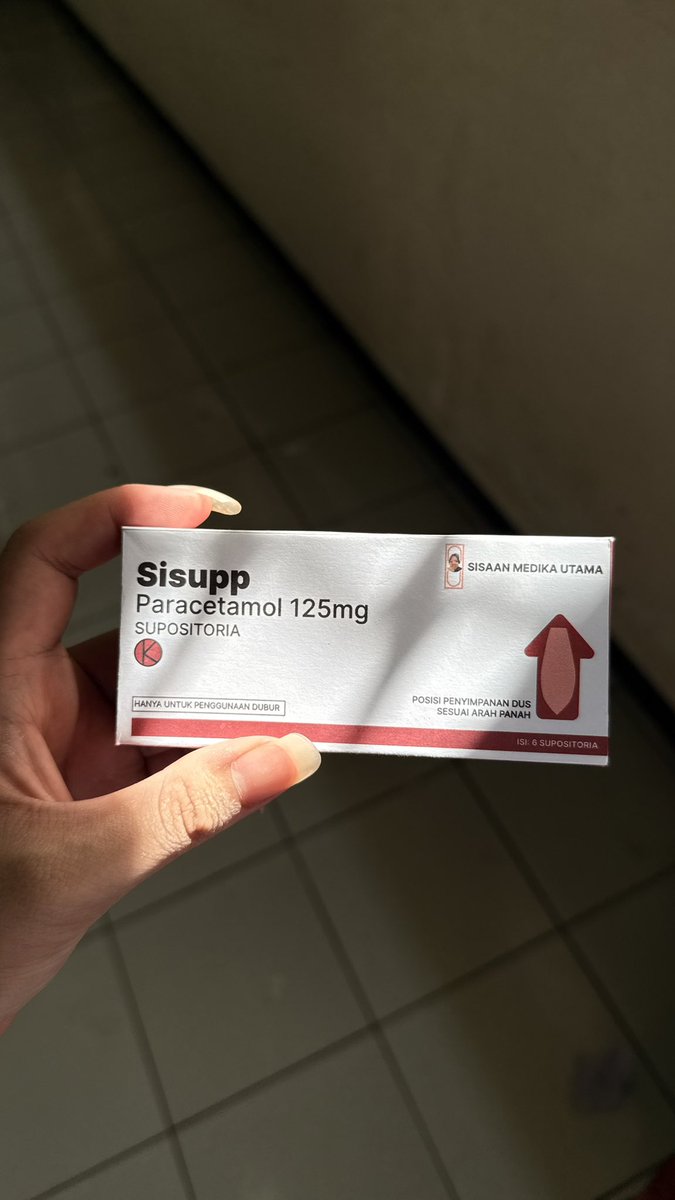 Sisupp
Paracetamol 125mg
SUPOSITORIA
K
HANYA UNTUK PENGGUNAAN DUBUR
SISAAN MEDIKA UTAMA
POSISI PENYIMPANAN DUS
SESUAI ARAH PANAH
ISI: 6 SUPOSITORIA